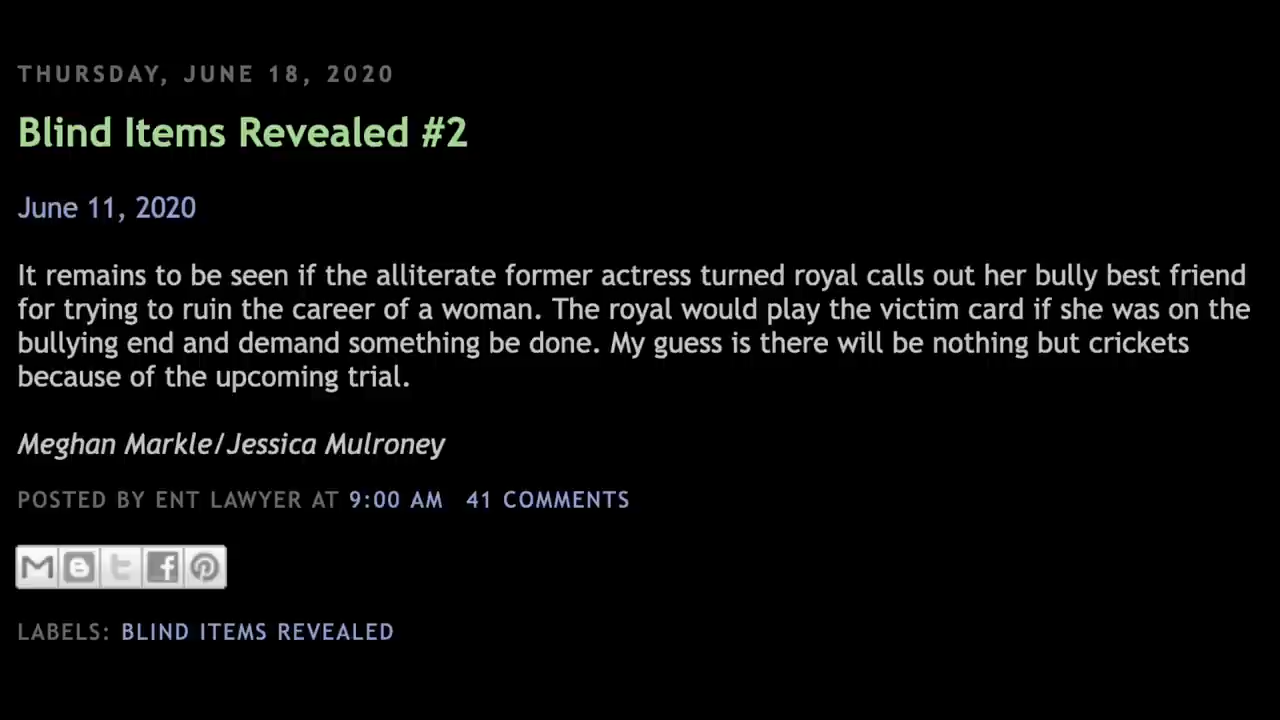 THURSDAY, JUNE 18, 2020
Blind Items Revealed #2
June 11, 2020
It remains to be seen if the alliterate former actress turned royal calls out her bully best friend
for trying to ruin the career of a woman. The royal would play the victim card if she was on the
bullying end and demand something be done. My guess is there will be nothing but crickets
because of the upcoming trial.
Meghan Markle/Jessica Mulroney
POSTED BY ENT LAWYER AT 9:00 AM 41 COMMENTS
LABELS: BLIND ITEMS REVEALED